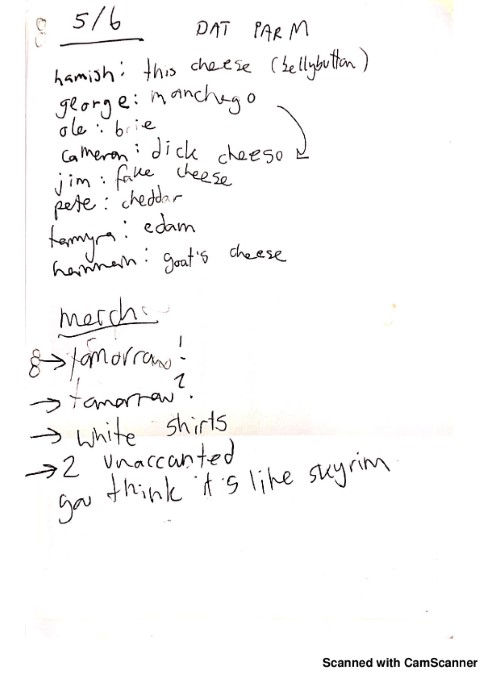 5/6 DAT PARM
hamish: this cheese (bellybutton)
george: manchego
ole: brie
cameron: dick cheeso
jim: fake cheese
pete: cheddar
tamyra: edam
hannah: goat's cheese
merch:
8→ tomorrow!
→ tomorrow?
→ white shirts
→ 2 unaccanted
you think it's like skyrim
Scanned with CamScanner